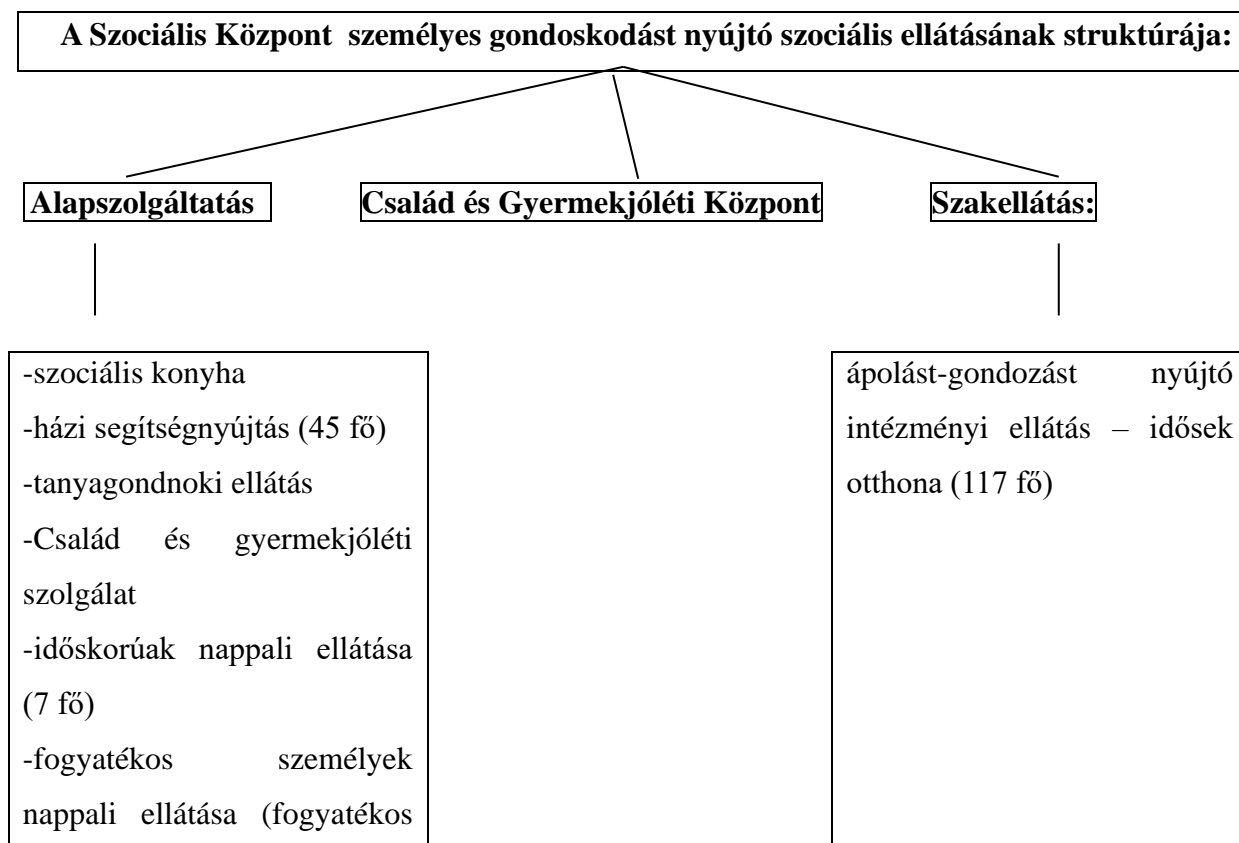 A Szociális Központ személyes gondoskodást nyújtó szociális ellátásának struktúrája:
Alapszolgáltatás
Család és Gyermekjóléti Központ
Szakellátás:
-szociális konyha
-házi segítségnyújtás (45 fő)
-tanyagondnoki ellátás
-Család és gyermekjóléti
szolgálat
-időskorúak nappali ellátása
(7 fő)
-fogyatékos személyek
nappali ellátása (fogyatékos
ápolást-gondozást nyújtó
intézményi ellátás – idősek
otthona (117 fő)